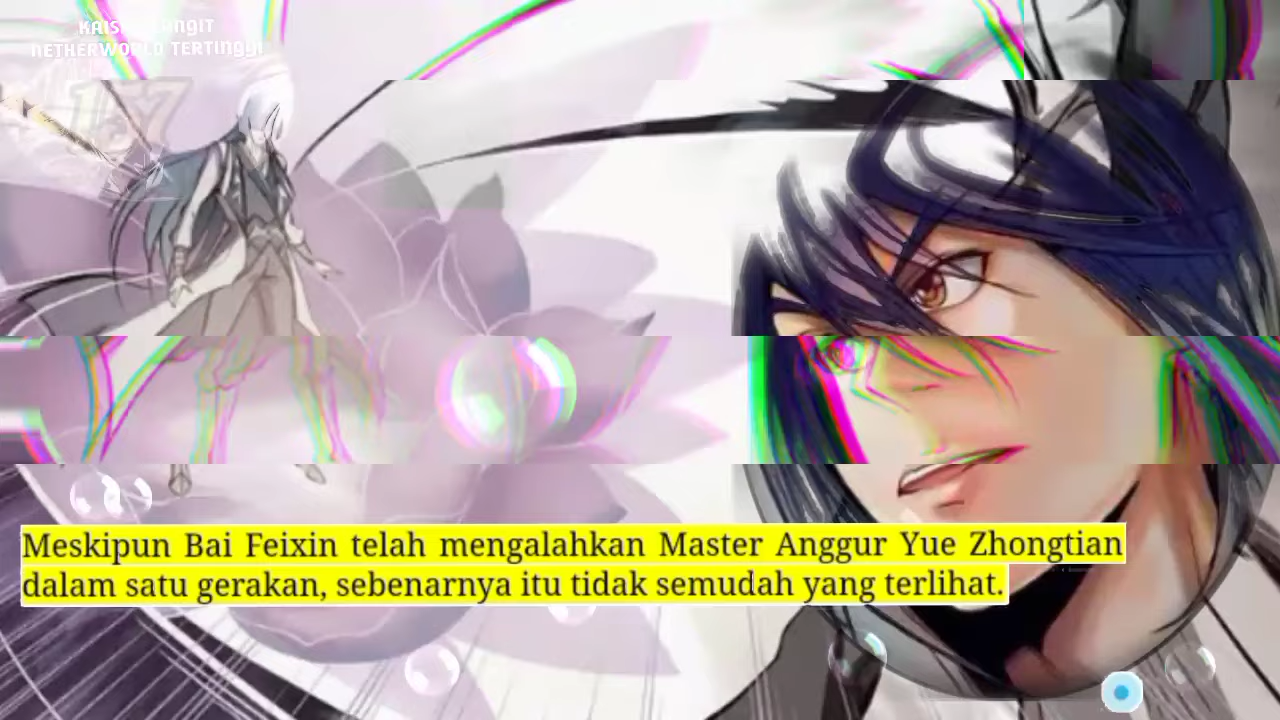 NETHERWORLD TERTINGGI
157
Meskipun Bai Feixin telah mengalahkan Master Anggur Yue Zhongtian
dalam satu gerakan, sebenarnya itu tidak semudah yang terlihat.